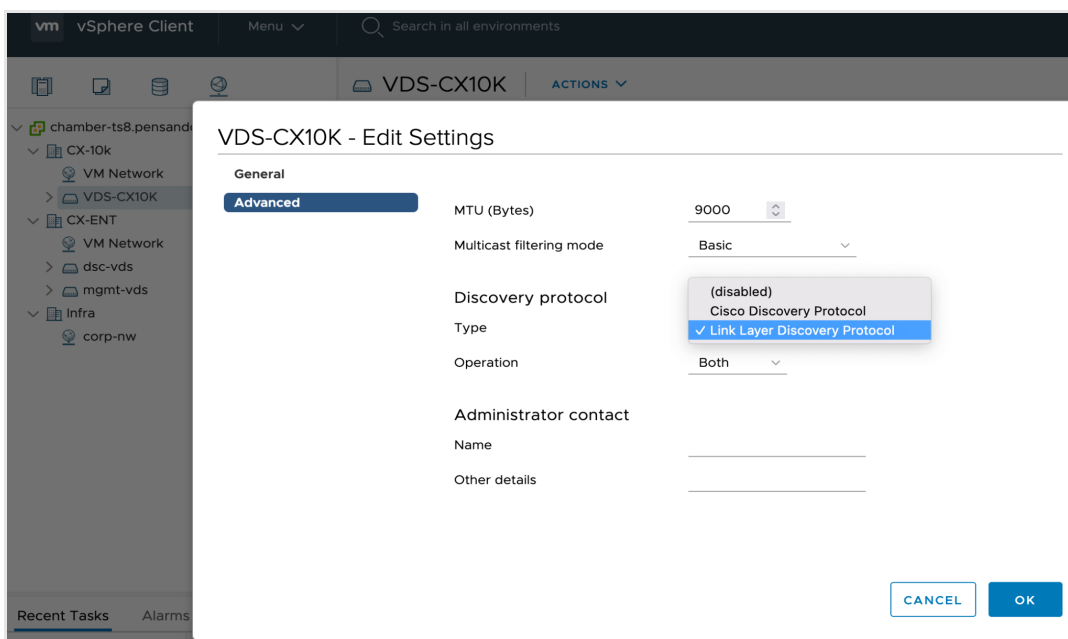 vm vSphere Client Menu Search in all environments
VDS-CX10K ACTIONS
chamber-ts8.pensand
CX-10k
VM Network
VDS-CX10K
CX-ENT
VM Network
dsc-vds
mgmt-vds
Infra
corp-nw
VDS-CX10K - Edit Settings
General
Advanced
MTU (Bytes) 9000
Multicast filtering mode Basic
Discovery protocol
(disabled)
Cisco Discovery Protocol
Type ✓ Link Layer Discovery Protocol
Operation Both
Administrator contact
Name
Other details
CANCEL OK
Recent Tasks Alarms